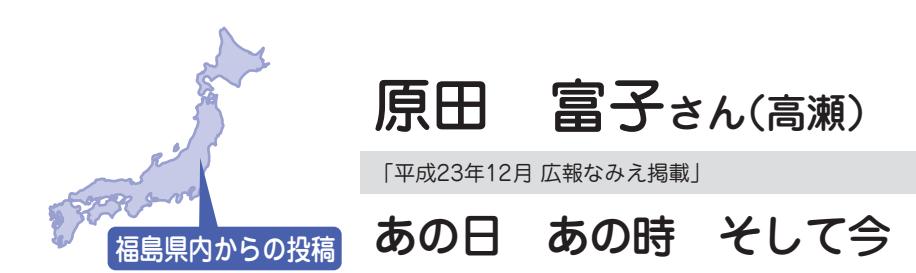 原田　富子さん（高瀬）
「平成23年12月 広報なみえ掲載」
あの日　あの時　そして今
福島県内からの投稿